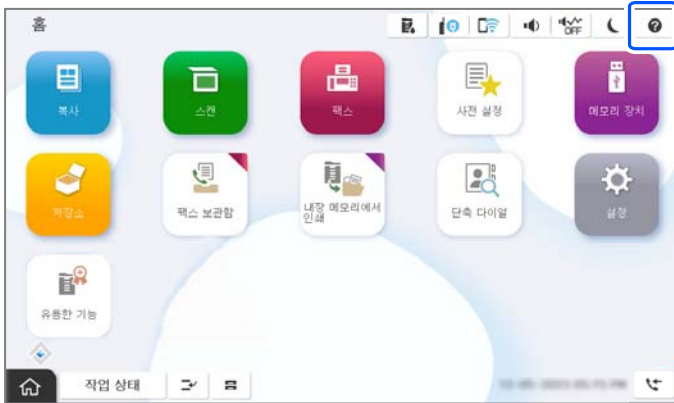 홈
OFF
복사
스캔
팩스
사전 설정
메모리 장치
저장소
팩스 보관함
내장 메모리에서
인쇄
단축 다이얼
설정
유용한 기능
작업 상태